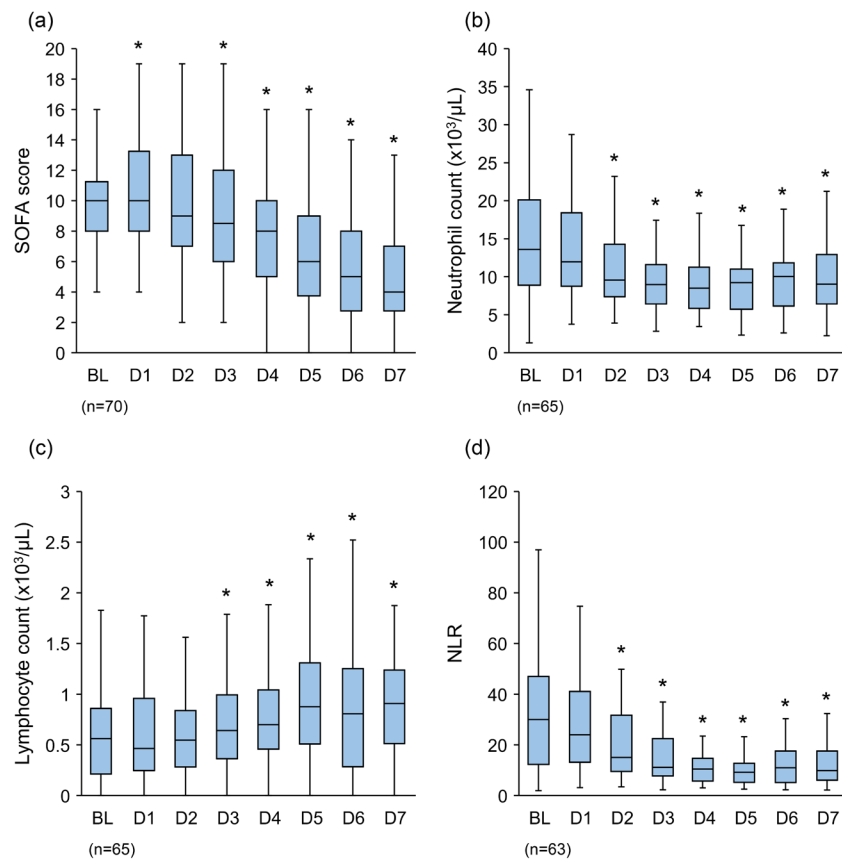 (a)
SOFA score
20
18
16
14
12
10
8
6
4
2
0
* * * * * *
BL D1 D2 D3 D4 D5 D6 D7
(n=70)
(b)
Neutrophil count (x10³/μL)
40
35
30
25
20
15
10
5
0
* * * * * *
BL D1 D2 D3 D4 D5 D6 D7
(n=65)
(c)
Lymphocyte count (x10³/μL)
3
2.5
2
1.5
1
0.5
0
* * * * *
BL D1 D2 D3 D4 D5 D6 D7
(n=65)
(d)
NLR
120
100
80
60
40
20
0
* * * * * *
BL D1 D2 D3 D4 D5 D6 D7
(n=63)